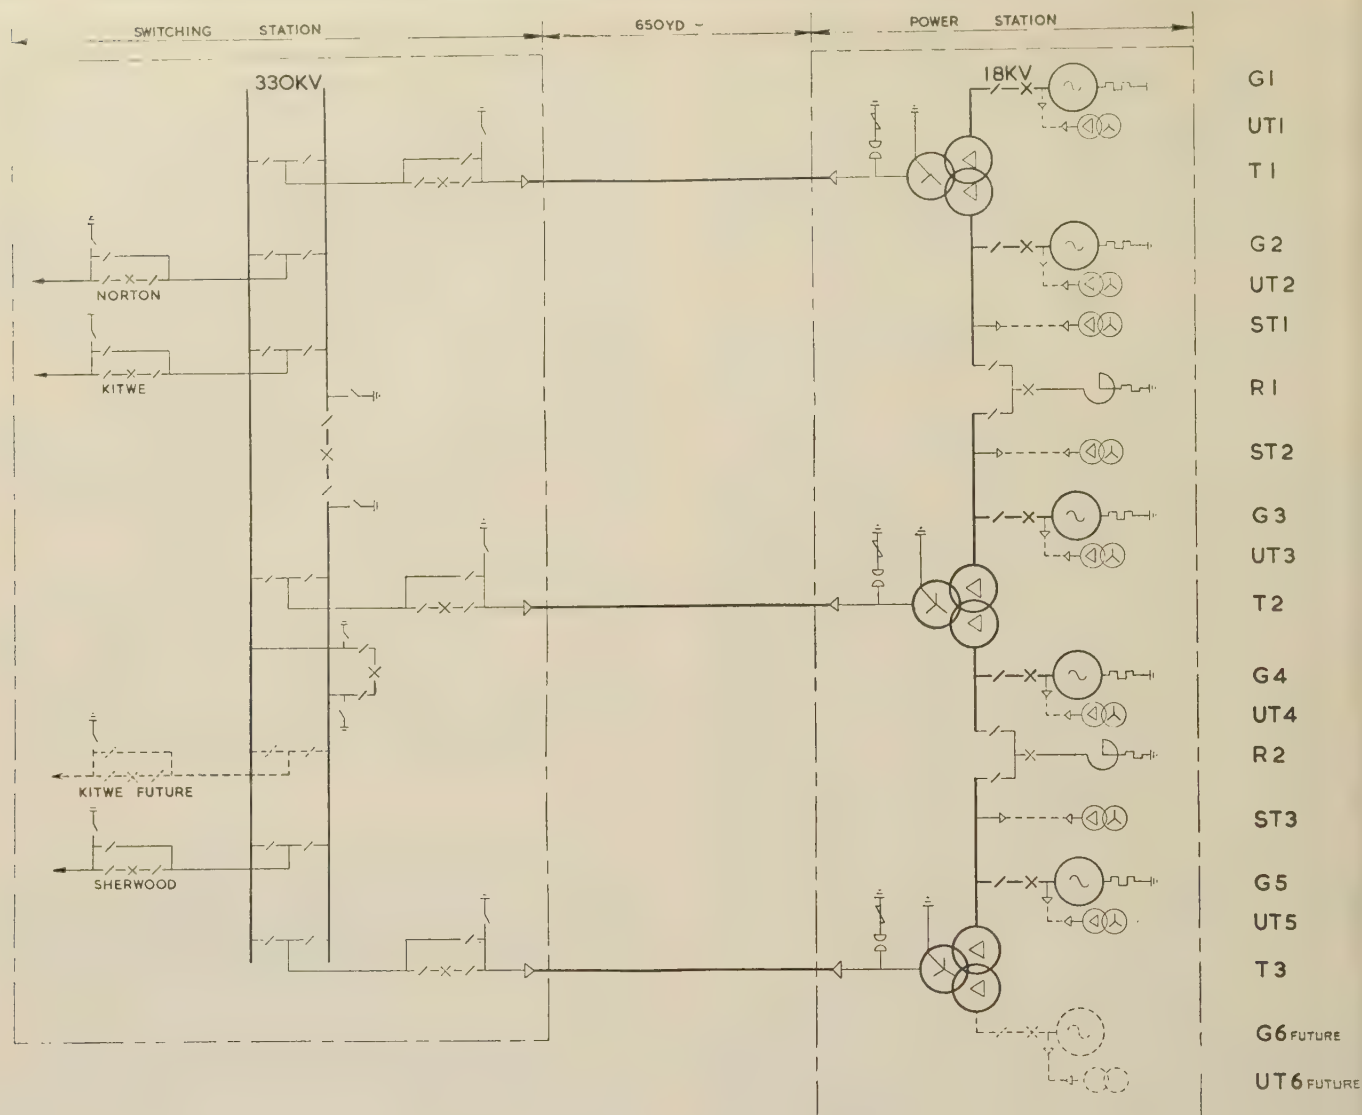 SWITCHING STATION
650YD
POWER STATION
330KV
18KV
G1
UT1
T1
NORTON
G2
UT2
ST1
KITWE
R1
ST2
G3
UT3
T2
G4
UT4
R2
KITWE FUTURE
ST3
SHERWOOD
G5
UT5
T3
G6 FUTURE
UT6 FUTURE